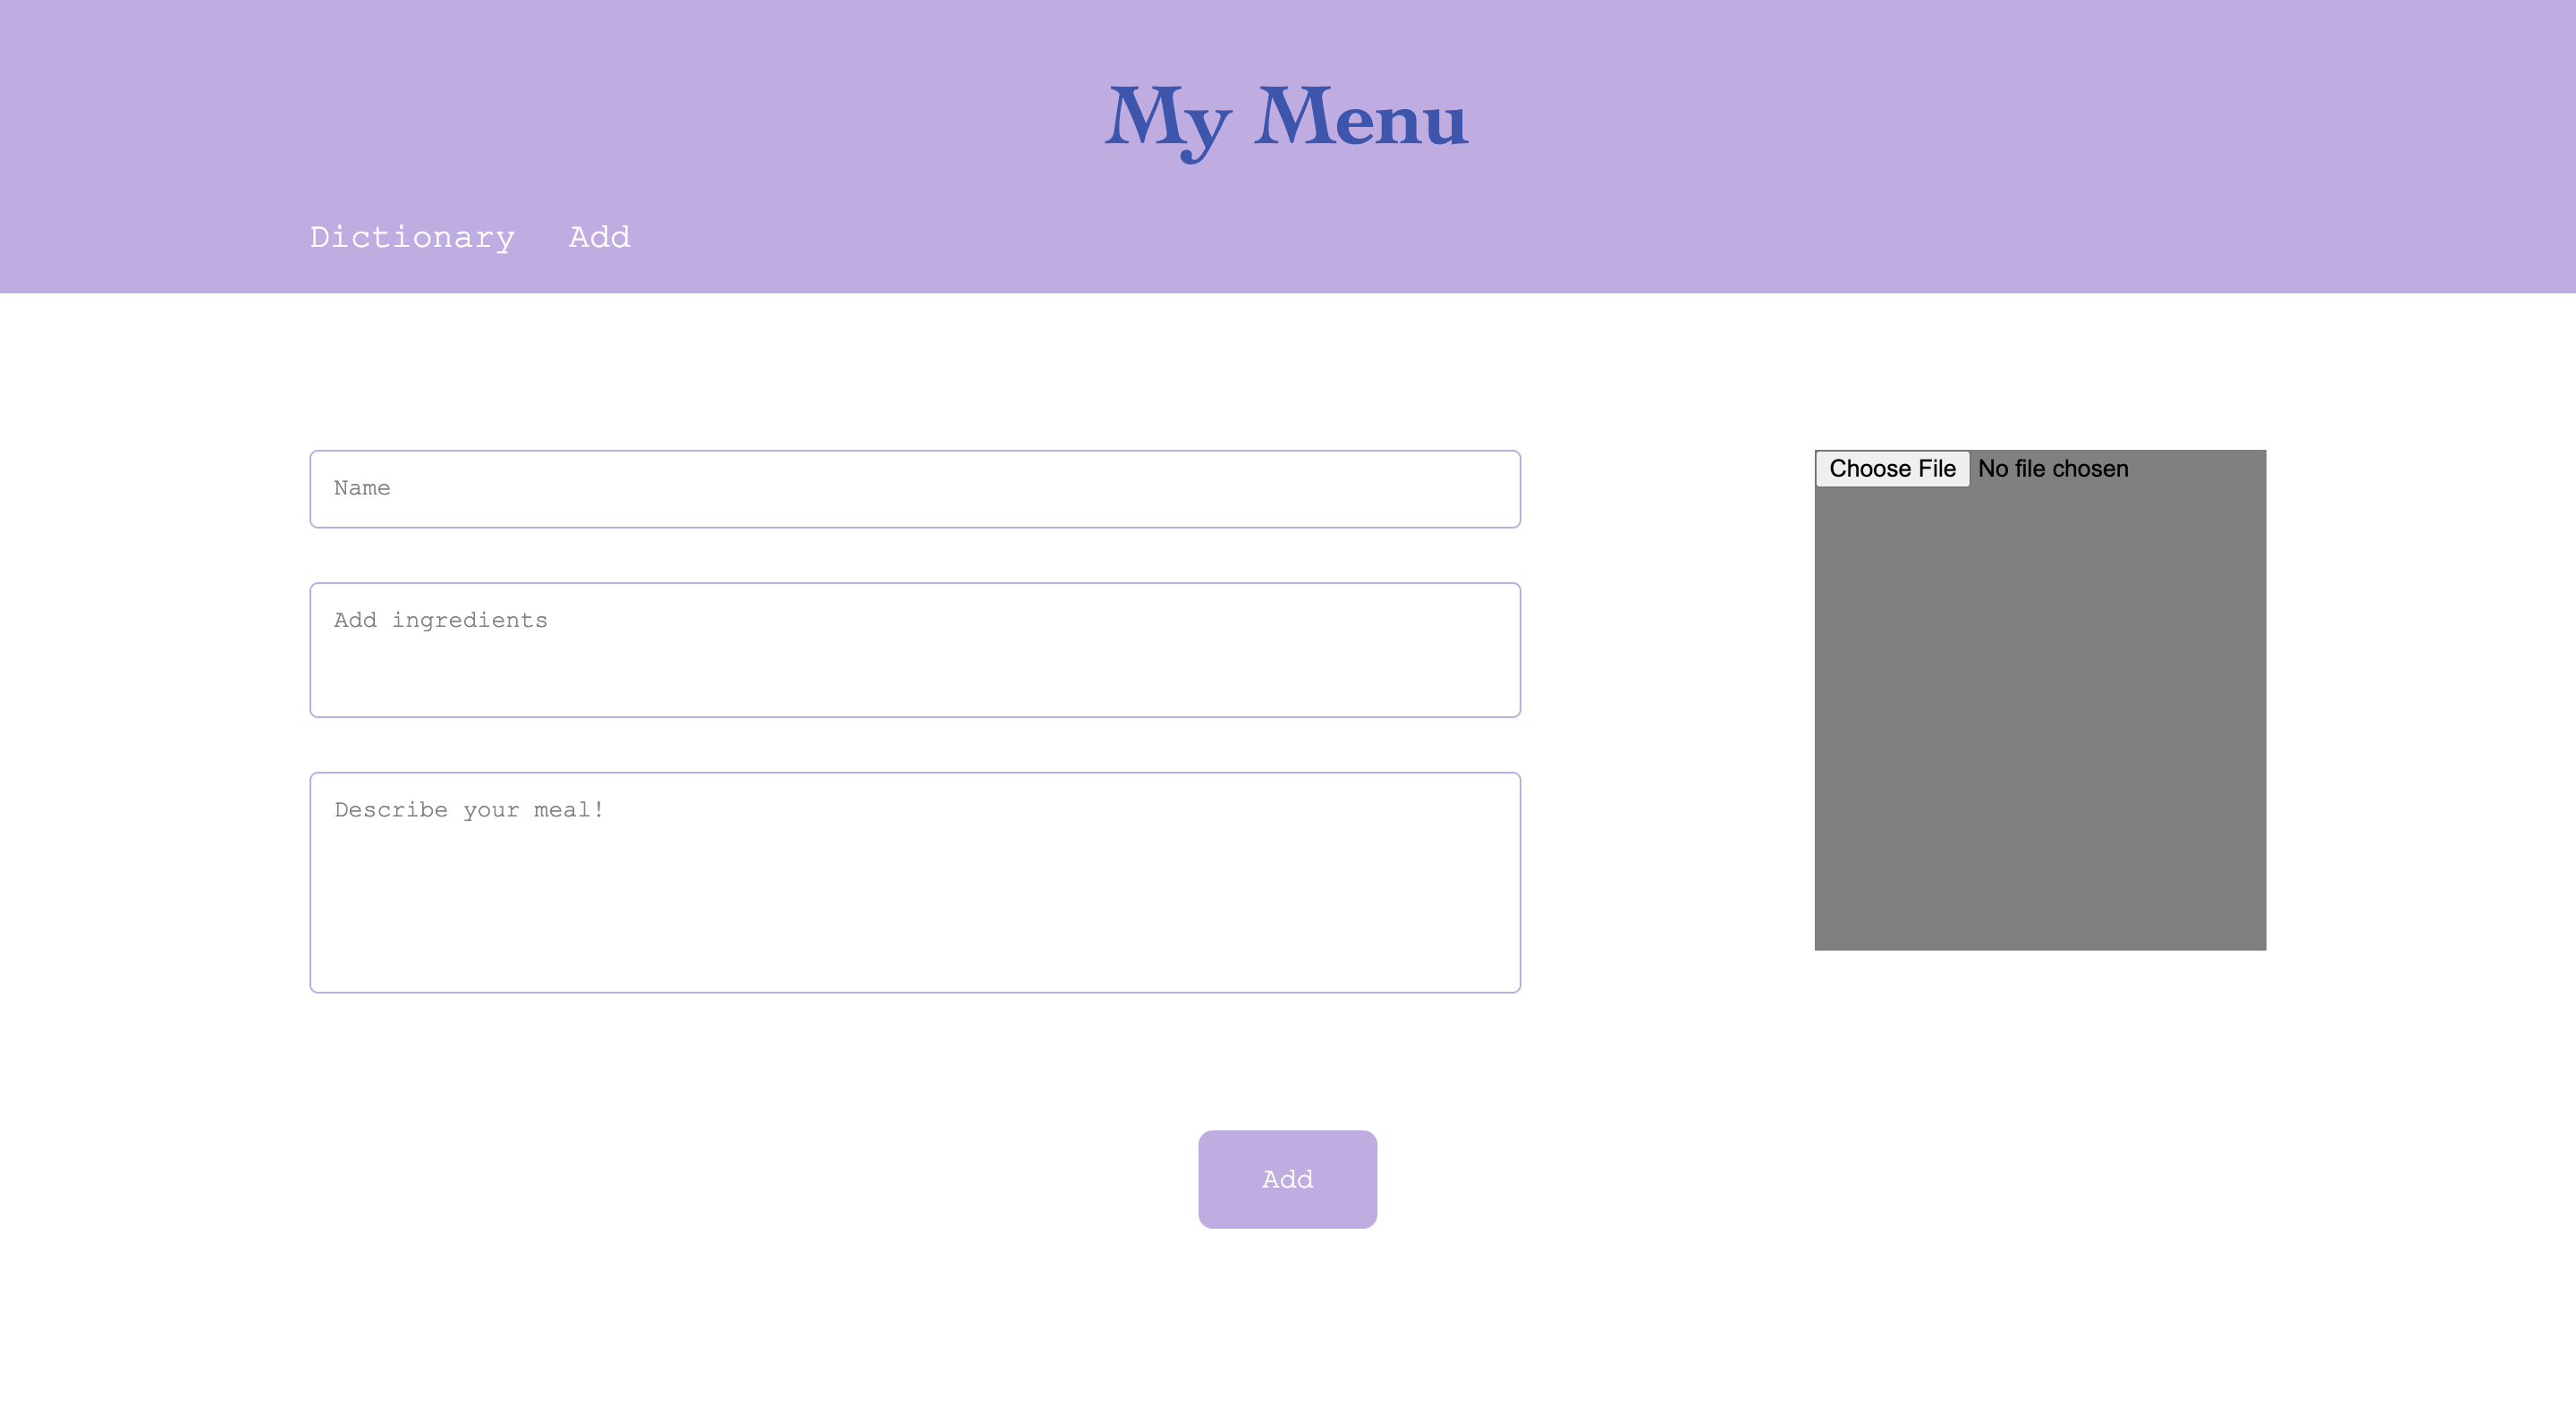 My Menu
Dictionary Add
Name
Choose File No file chosen
Add ingredients
Describe your meal!
Add